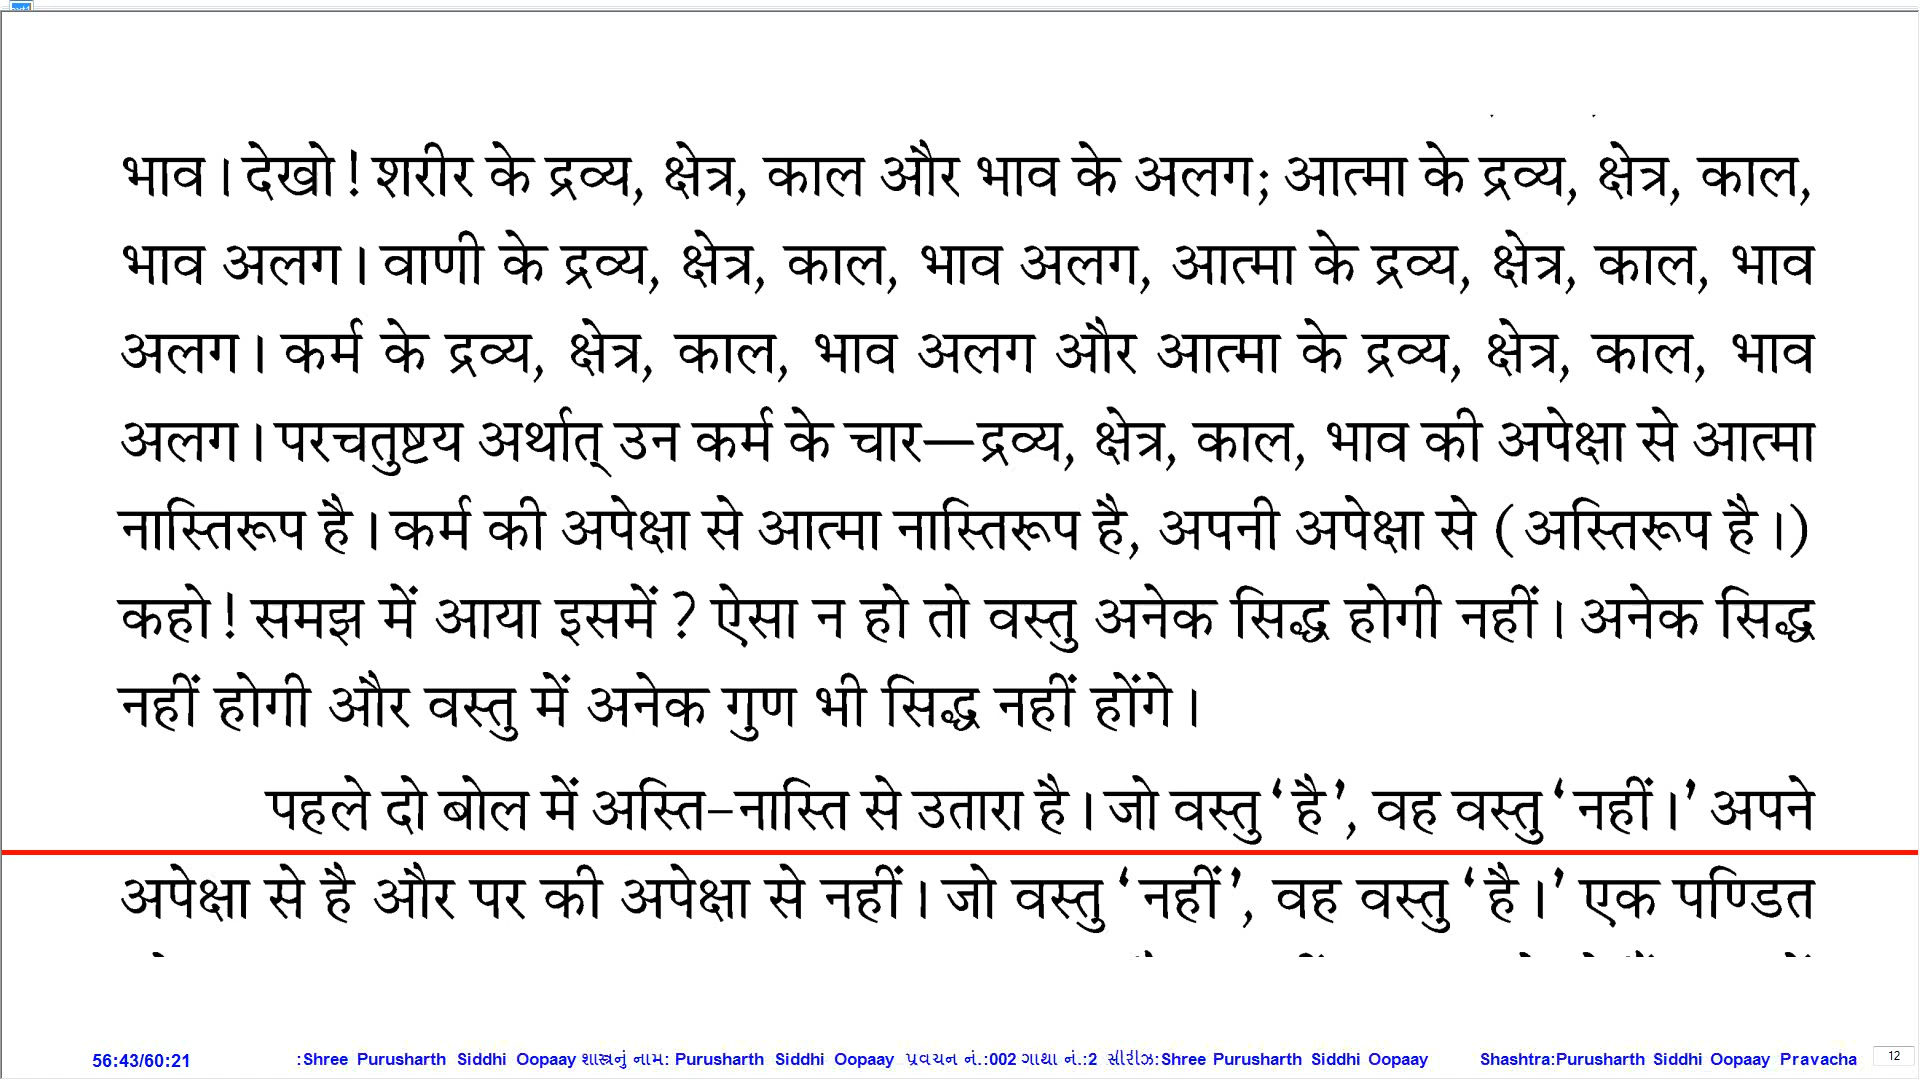 भाव। देखो! शरीर के द्रव्य, क्षेत्र, काल और भाव के अलग; आत्मा के द्रव्य, क्षेत्र, काल,
भाव अलग। वाणी के द्रव्य, क्षेत्र, काल, भाव अलग, आत्मा के द्रव्य, क्षेत्र, काल, भाव
अलग। कर्म के द्रव्य, क्षेत्र, काल, भाव अलग और आत्मा के द्रव्य, क्षेत्र, काल, भाव
अलग। परचतुष्टय अर्थात् उन कर्म के चार—द्रव्य, क्षेत्र, काल, भाव की अपेक्षा से आत्मा
नास्तिरूप है। कर्म की अपेक्षा से आत्मा नास्तिरूप है, अपनी अपेक्षा से (अस्तिरूप है।)
कहो! समझ में आया इसमें? ऐसा न हो तो वस्तु अनेक सिद्ध होगी नहीं। अनेक सिद्ध
नहीं होगी और वस्तु में अनेक गुण भी सिद्ध नहीं होंगे।
पहले दो बोल में अस्ति-नास्ति से उतारा है। जो वस्तु ‘है’, वह वस्तु ‘नहीं।’ अपने
अपेक्षा से है और पर की अपेक्षा से नहीं। जो वस्तु ‘नहीं’, वह वस्तु ‘है।’ एक पण्डित
56:43/60:21 :Shree Purusharth Siddhi Oopaay શાસ્ત્રનું નામ: Purusharth Siddhi Oopaay પ્રવચન નં.:002 ગાથા નં.:2 સીરીઝ:Shree Purusharth Siddhi Oopaay Shashtra:Purusharth Siddhi Oopaay Pravacha 12